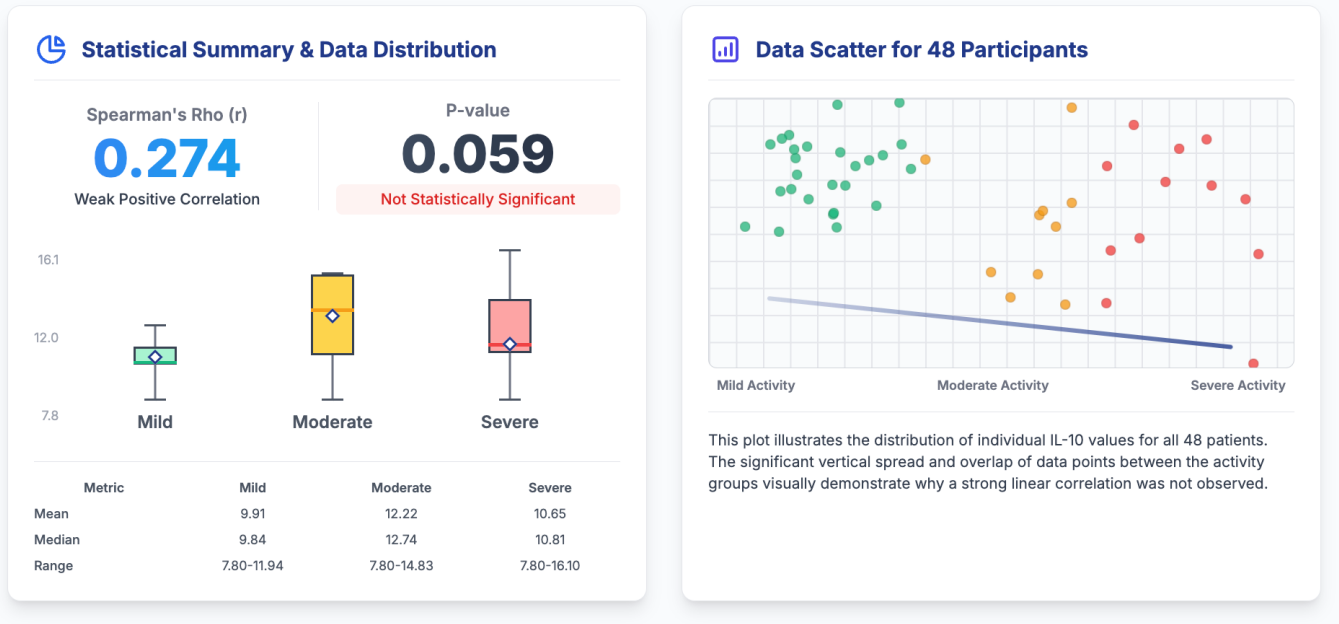 Statistical Summary & Data Distribution
Spearman's Rho (r)
0.274
Weak Positive Correlation
P-value
0.059
Not Statistically Significant
16.1
12.0
7.8
Mild Moderate Severe
Metric Mild Moderate Severe
Mean 9.91 12.22 10.65
Median 9.84 12.74 10.81
Range 7.80-11.94 7.80-14.83 7.80-16.10
Data Scatter for 48 Participants
Mild Activity Moderate Activity Severe Activity
This plot illustrates the distribution of individual IL-10 values for all 48 patients.
The significant vertical spread and overlap of data points between the activity
groups visually demonstrate why a strong linear correlation was not observed.